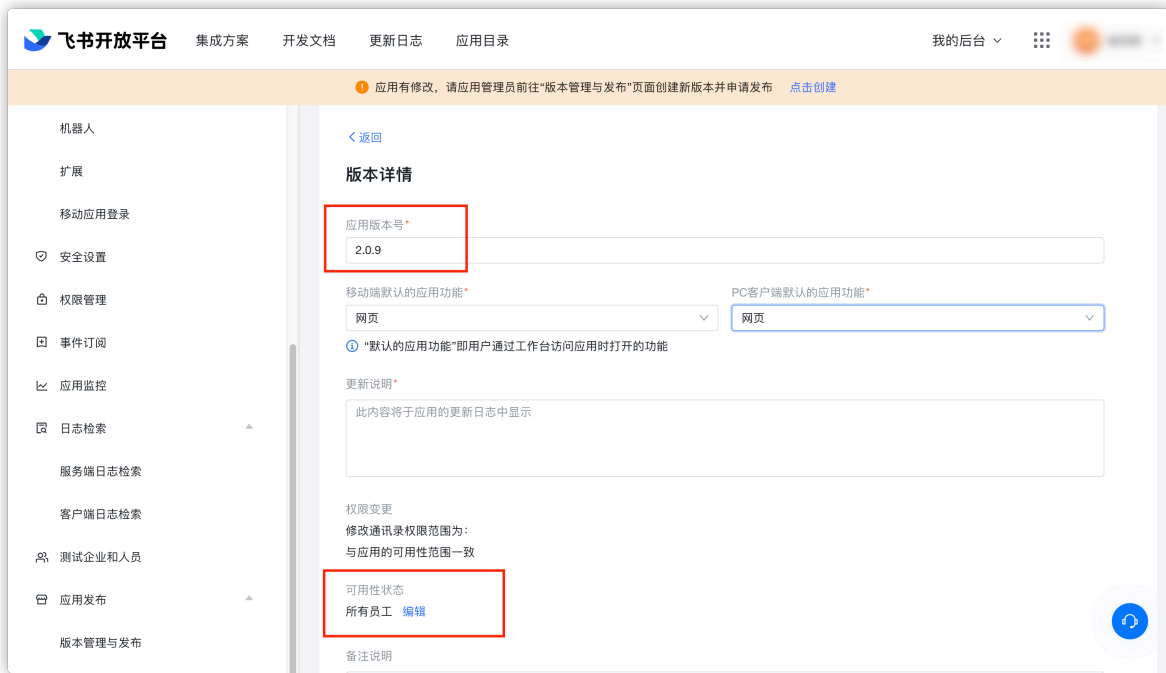 飞书开放平台 集成方案 开发文档 更新日志 应用目录 我的后台
应用有修改，请应用管理员前往“版本管理与发布”页面创建新版本并申请发布 点击创建
机器人
扩展
移动应用登录
安全设置
权限管理
事件订阅
应用监控
日志检索
服务端日志检索
客户端日志检索
测试企业和人员
应用发布
版本管理与发布
返回
版本详情
应用版本号*
2.0.9
移动端默认的应用功能* PC客户端默认的应用功能*
网页 网页
“默认的应用功能”即用户通过工作台访问应用时打开的功能
更新说明*
此内容将于应用的更新日志中显示
权限变更
修改通讯录权限范围为：
与应用的可用性范围一致
可用性状态
所有员工 编辑
备注说明